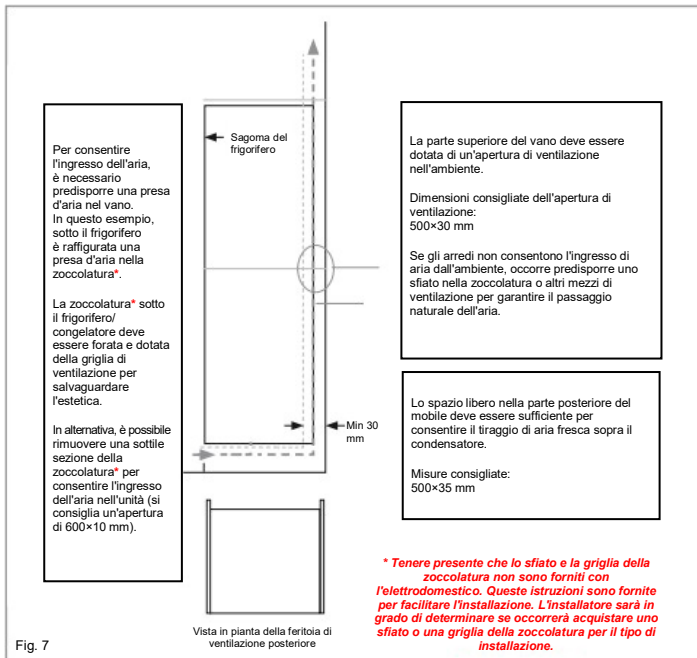 Per consentire
l'ingresso dell'aria,
è necessario
predisporre una presa
d'aria nel vano.
In questo esempio,
sotto il frigorifero
è raffigurata una
presa d'aria nella
zoccolatura*.
La zoccolatura* sotto
il frigorifero/
congelatore deve
essere forata e dotata
della griglia di
ventilazione per
salvaguardare
l'estetica.
In alternativa, è possibile
rimuovere una sottile
sezione della
zoccolatura* per
consentire l'ingresso
dell'aria nell'unità (si
consiglia un'apertura
di 600×10 mm).
Sagoma del
frigorifero
Min 30
mm
La parte superiore del vano deve essere
dotata di un'apertura di ventilazione
nell'ambiente.
Dimensioni consigliate dell'apertura di
ventilazione:
500×30 mm
Se gli arredi non consentono l'ingresso di
aria dall'ambiente, occorre predisporre uno
sfiato nella zoccolatura o altri mezzi di
ventilazione per garantire il passaggio
naturale dell'aria.
Lo spazio libero nella parte posteriore del
mobile deve essere sufficiente per
consentire il tiraggio di aria fresca sopra il
condensatore.
Misure consigliate:
500×35 mm
* Tenere presente che lo sfiato e la griglia della
zoccolatura non sono forniti con
l'elettrodomestico. Queste istruzioni sono fornite
per facilitare l'installazione. L'installatore sarà in
grado di determinare se occorrerà acquistare uno
sfiato o una griglia della zoccolatura per il tipo di
installazione.
Vista in pianta della feritoia di
ventilazione posteriore
Fig. 7